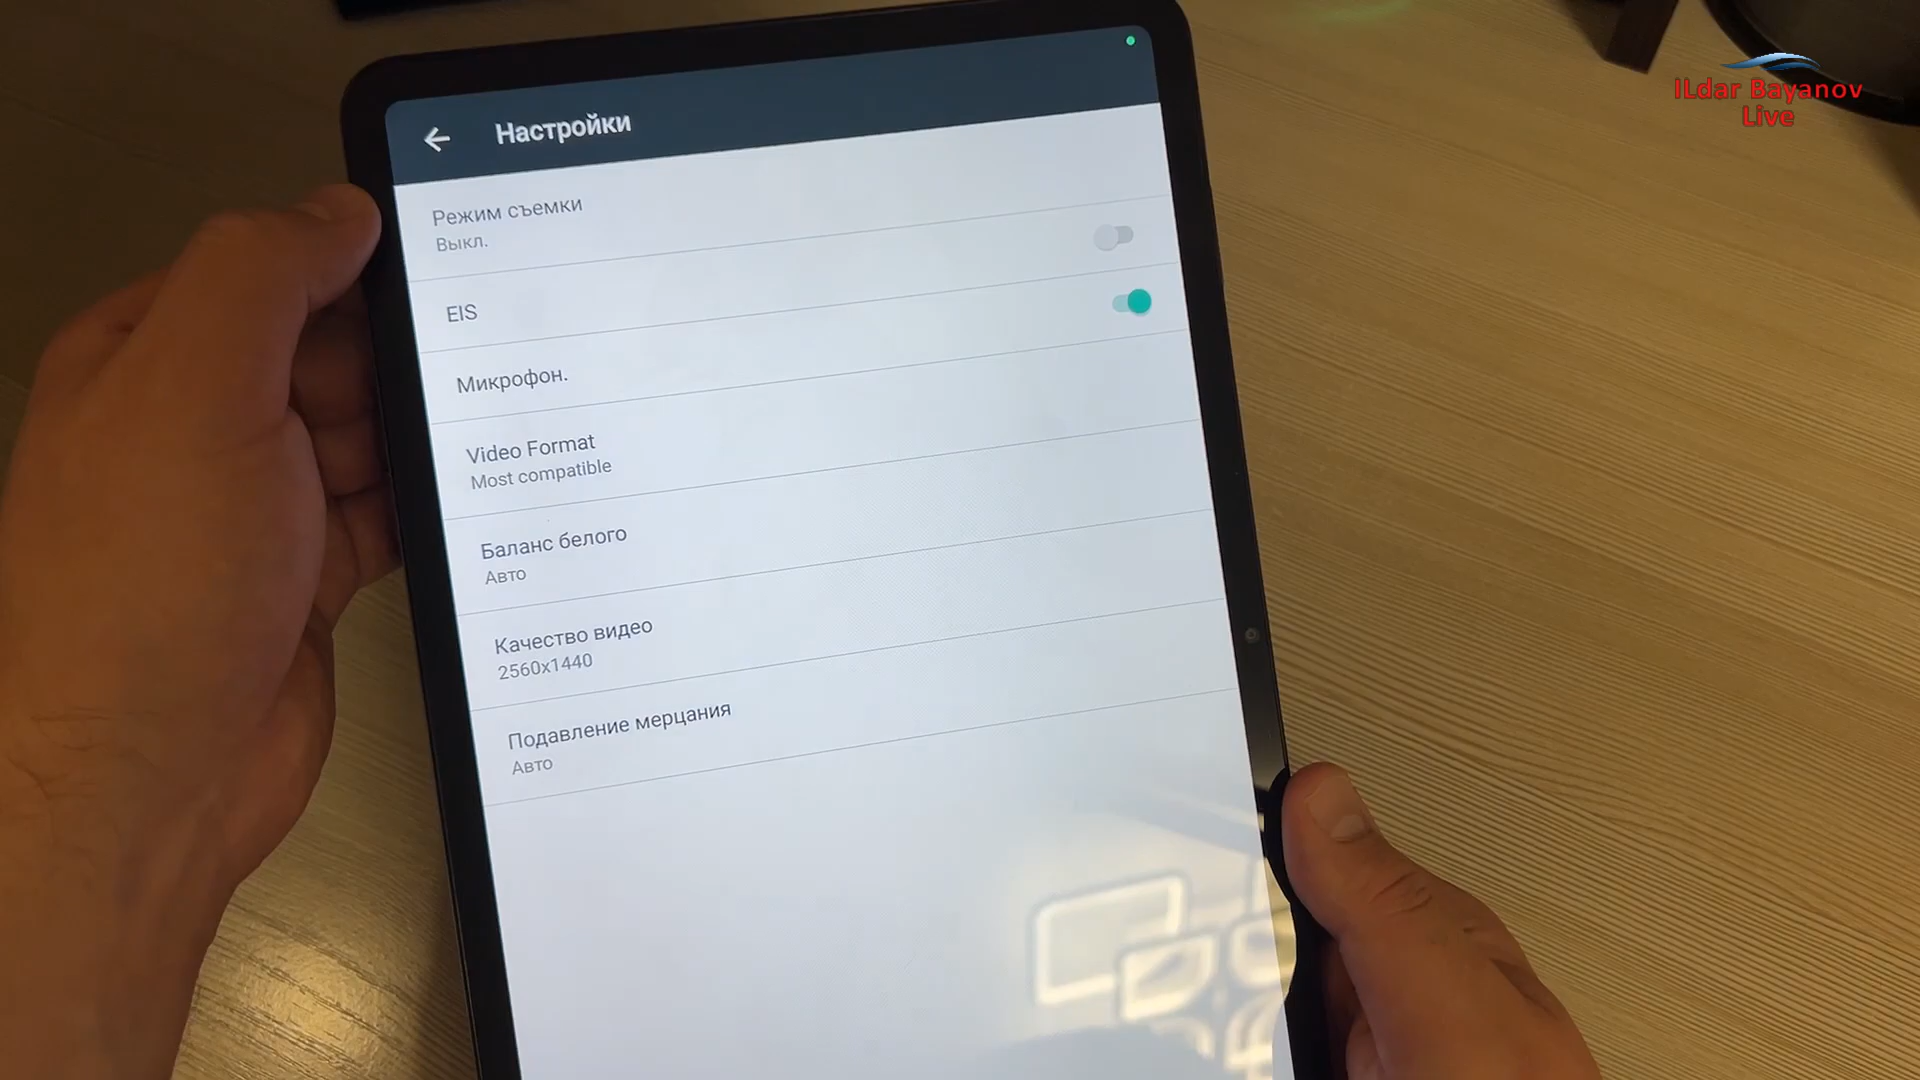 ILdar Bayanov
Live
Настройки
Режим съемки
Выкл.
EIS
Микрофон.
Video Format
Most compatible
Баланс белого
Авто
Качество видео
2560x1440
Подавление мерцания
Авто